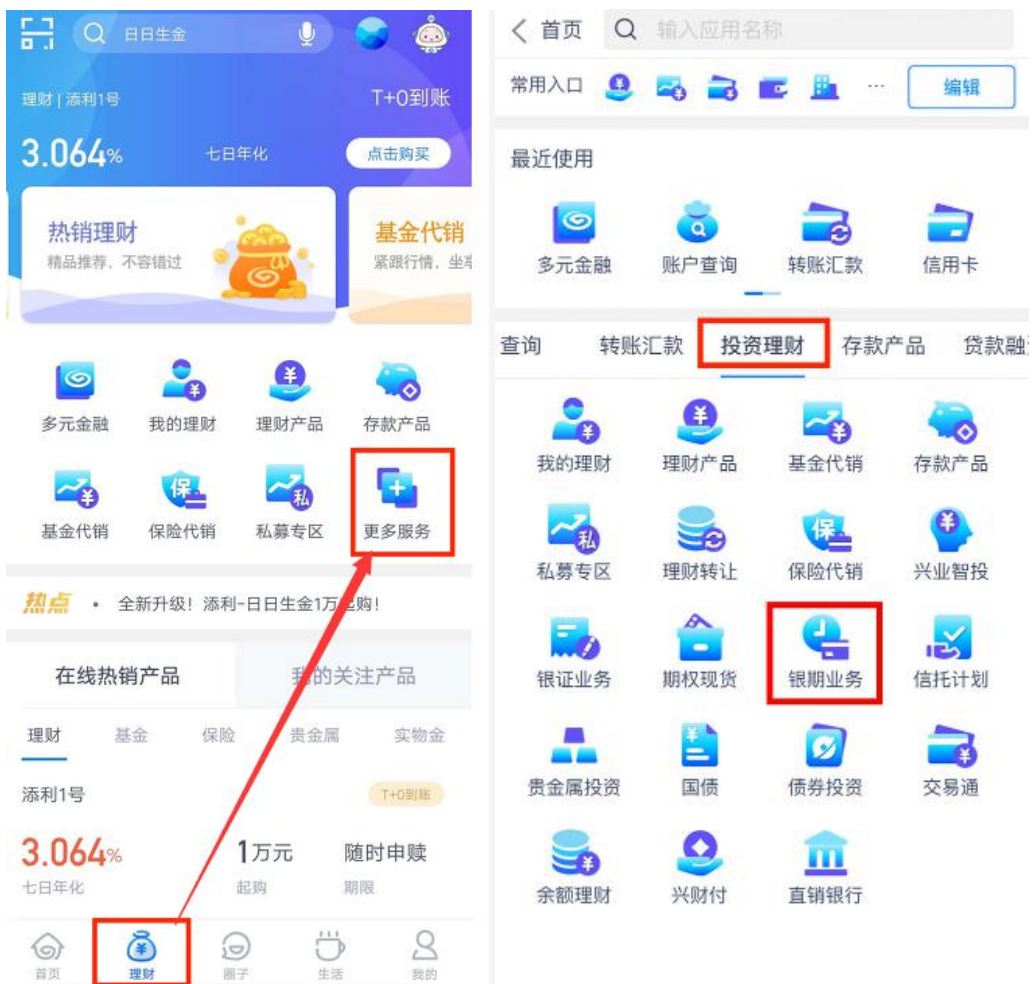 日日生金
理财 | 添利1号
T+0到账
3.064%
七日年化
点击购买
热销理财
精品推荐,不容错过
基金代销
紧跟行情,坐享
多元金融
我的理财
理财产品
存款产品
基金代销
保险代销
私募专区
更多服务
热点 · 全新升级!添利-日日生金1万起购!
在线热销产品
我的关注产品
理财
基金
保险
贵金属
实物金
添利1号
T+0到账
3.064%
1万元
随时申赎
七日年化
起购
期限
首页
理财
圈子
生活
我的
首页
输入应用名称
常用入口
···
编辑
最近使用
多元金融
账户查询
转账汇款
信用卡
查询
转账汇款
投资理财
存款产品
贷款融
我的理财
理财产品
基金代销
存款产品
私募专区
理财转让
保险代销
兴业智投
银证业务
期权现货
银期业务
信托计划
贵金属投资
国债
债券投资
交易通
余额理财
兴财付
直销银行